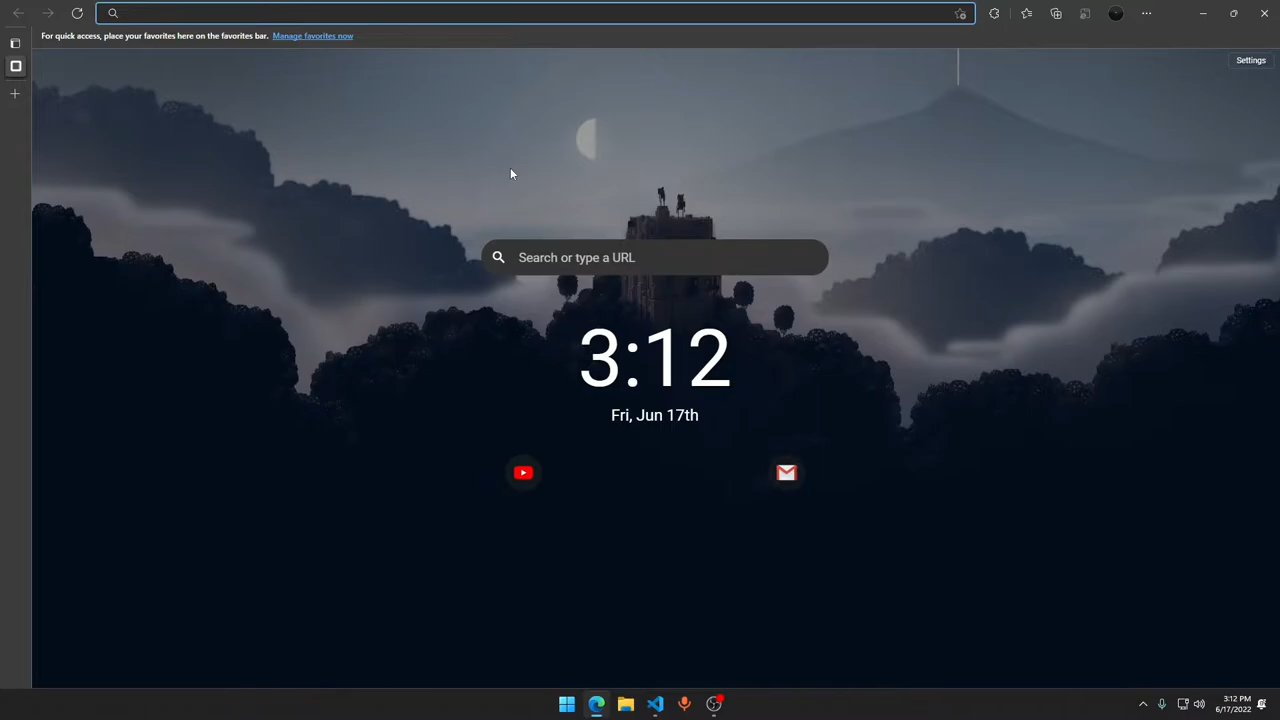 For quick access, place your favorites here on the favorites bar. Manage favorites now
Settings
Search or type a URL
3:12
Fri, Jun 17th
3:12 PM
6/17/2022